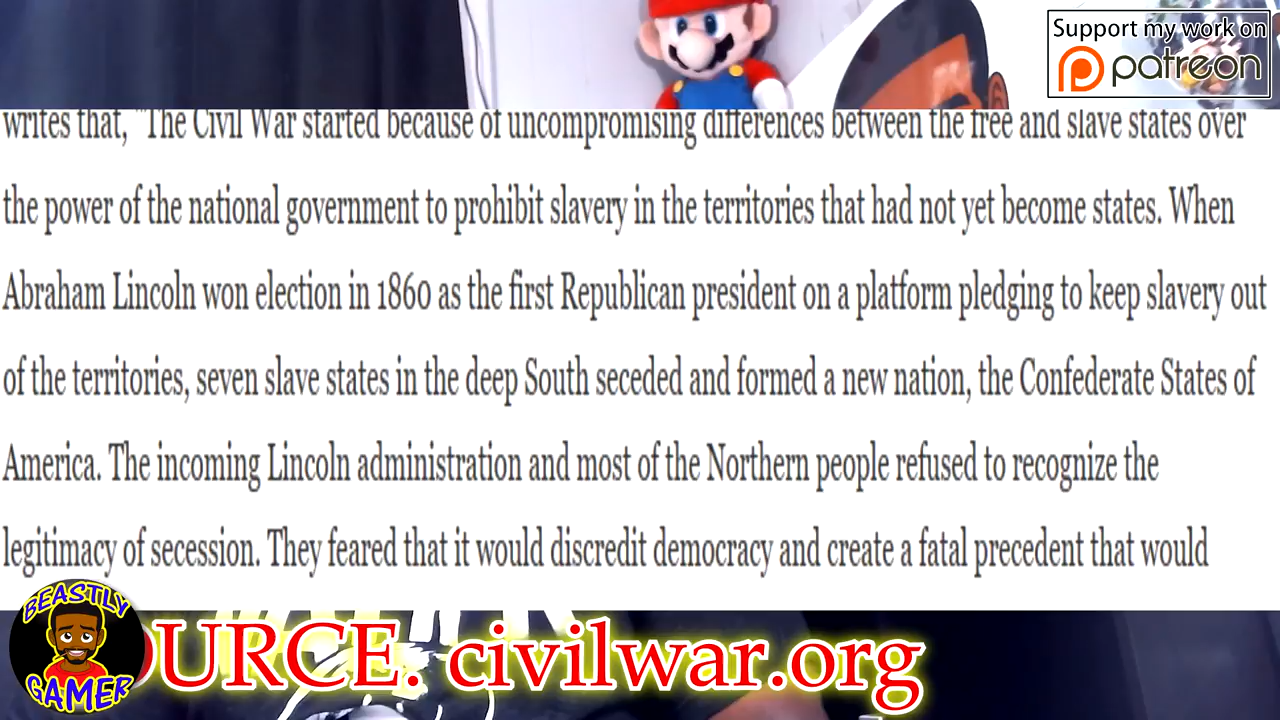 Support my work on
patreon
writes that, "The Civil War started because of uncompromising differences between the free and slave states over
the power of the national government to prohibit slavery in the territories that had not yet become states. When
Abraham Lincoln won election in 1860 as the first Republican president on a platform pledging to keep slavery out
of the territories, seven slave states in the deep South seceded and formed a new nation, the Confederate States of
America. The incoming Lincoln administration and most of the Northern people refused to recognize the
legitimacy of secession. They feared that it would discredit democracy and create a fatal precedent that would
BEASTLY
GAMER
OURCE: civilwar.org